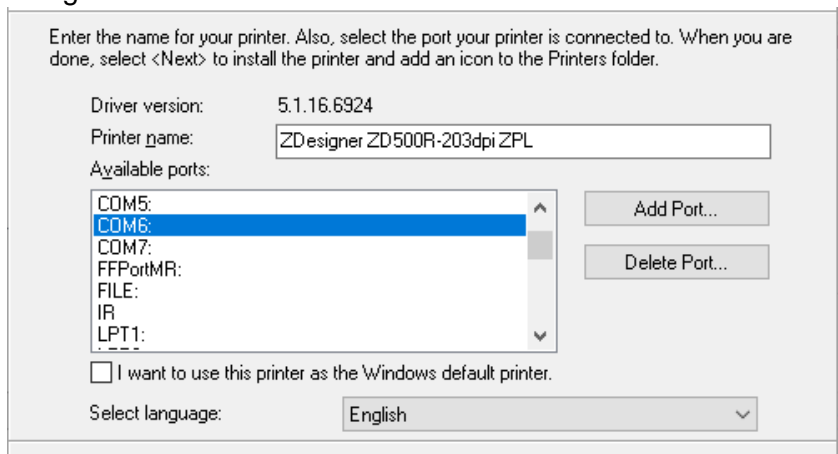 Enter the name for your printer. Also, select the port your printer is connected to. When you are
done, select <Next> to install the printer and add an icon to the Printers folder.
Driver version: 5.1.16.6924
Printer name: ZDesigner ZD500R-203dpi ZPL
Available ports:
COM5:
COM6:
COM7:
FFPortMR:
FILE:
IR
LPT1:
Add Port...
Delete Port...
I want to use this printer as the Windows default printer.
Select language: English